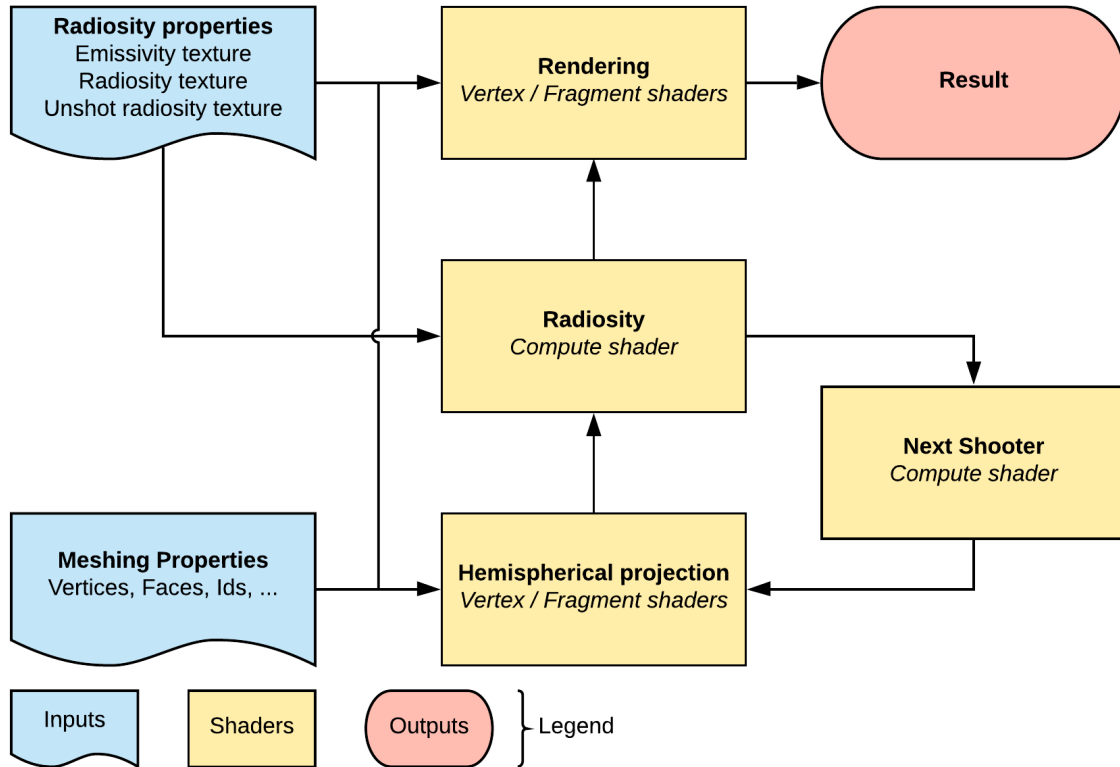 Radiosity properties
Emissivity texture
Radiosity texture
Unshot radiosity texture
Rendering
Vertex / Fragment shaders
Result
Radiosity
Compute shader
Next Shooter
Compute shader
Meshing Properties
Vertices, Faces, Ids, ...
Hemispherical projection
Vertex / Fragment shaders
Inputs
Shaders
Outputs
Legend